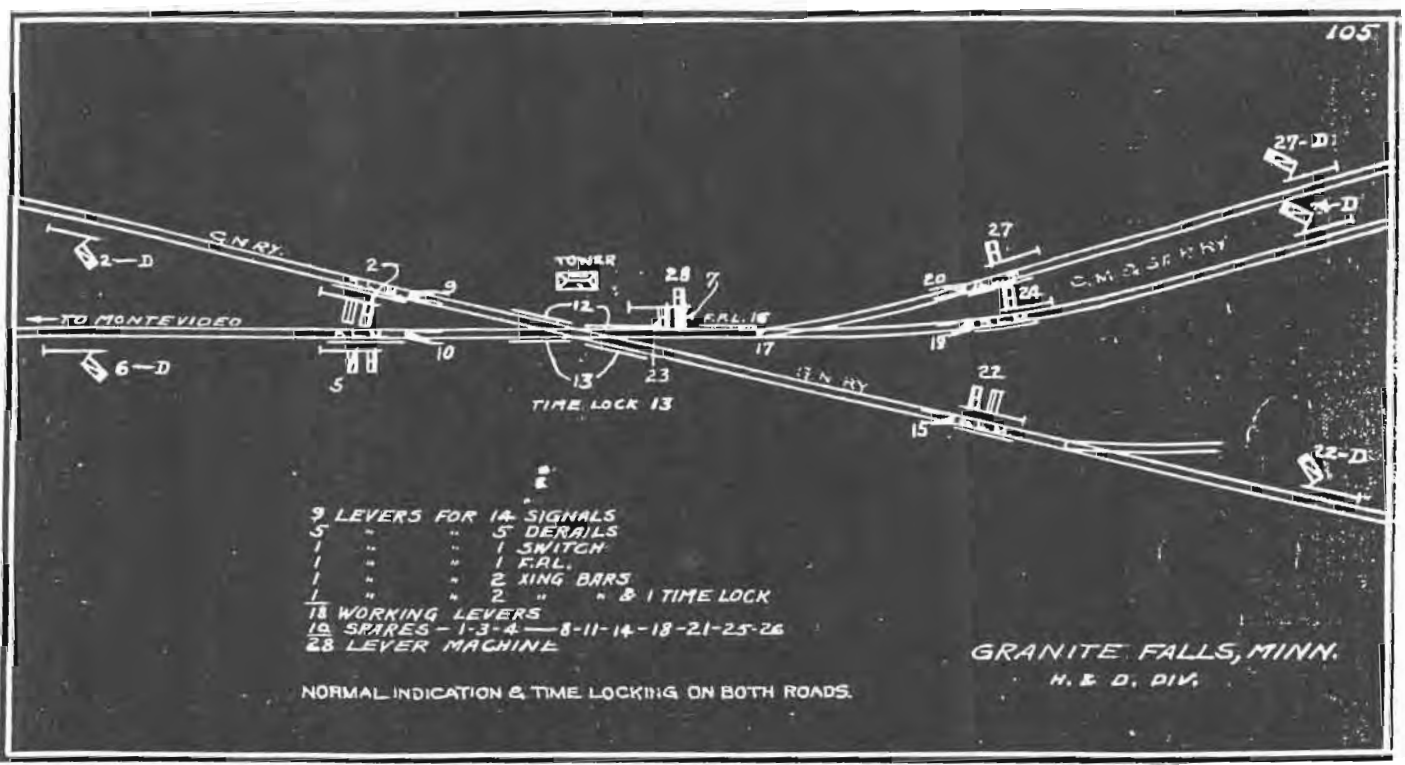 105
27-D
4-D
G.N RY.
2-D
2
9
TOWER
28
7
27
20
C.M. & ST.P. RY
24
12
F.P.L. 16
←TO MONTEVIDEO
10
17
19
6-D
5
13
23
G.N RY
22
TIME LOCK 13
15
22-D
9 LEVERS FOR 14 SIGNALS
5 " " 5 DERAILS
1 " " 1 SWITCH
1 " " 1 F.P.L.
1 " " 2 XING BARS
1 " " 2 " " & 1 TIME LOCK
18 WORKING LEVERS
10 SPARES - 1-3-4 — 8-11-14-18-21-25-26
28 LEVER MACHINE
GRANITE FALLS, MINN.
H. & D. DIV.
NORMAL INDICATION & TIME LOCKING ON BOTH ROADS.